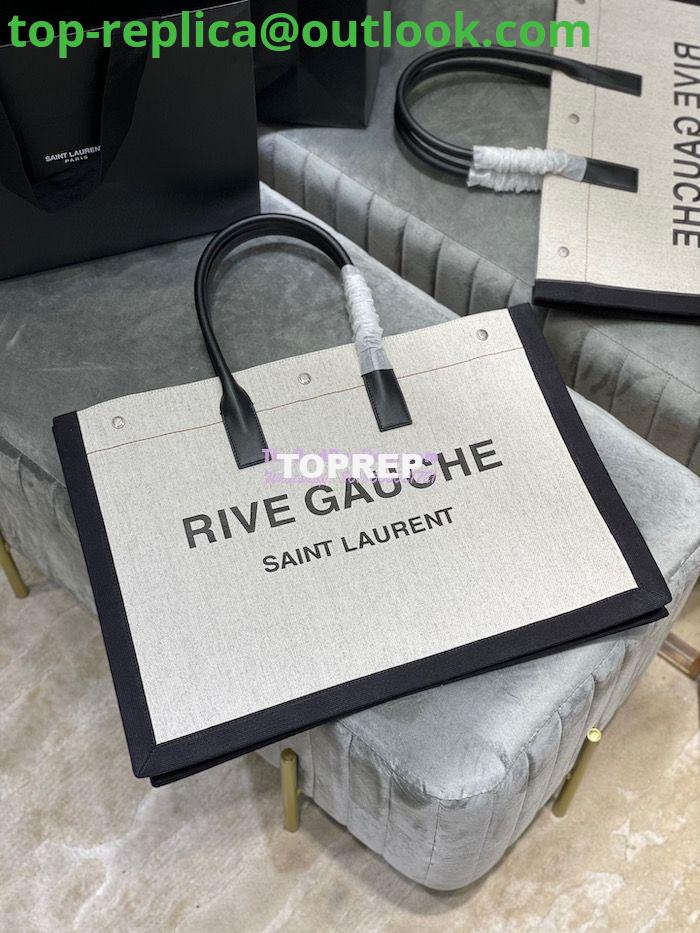 top-replica@outlook.com
SAINT LAURENT
PARIS
RIVE GAUCHE
TOPREP
RIVE GAUCHE
SAINT LAURENT